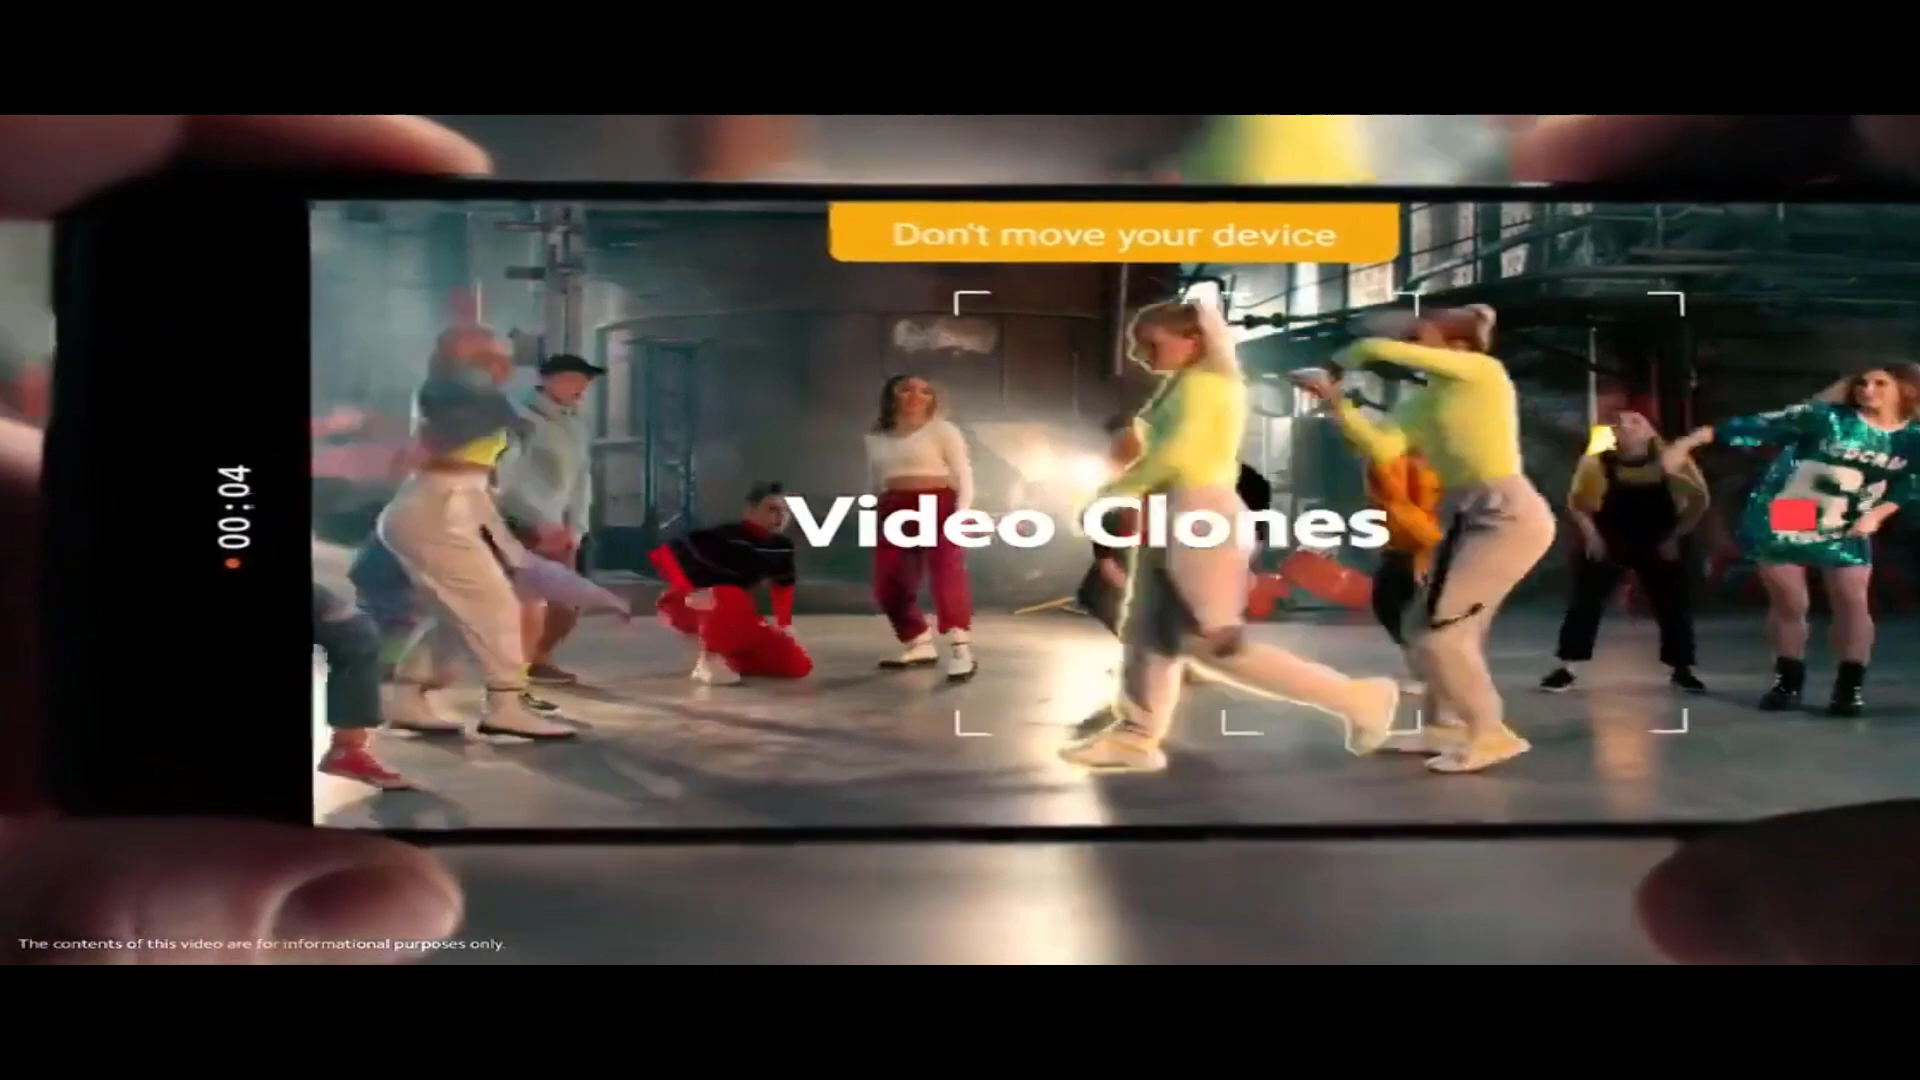 Don't move your device
00:04
Video Clones
The contents of this video are for informational purposes only.